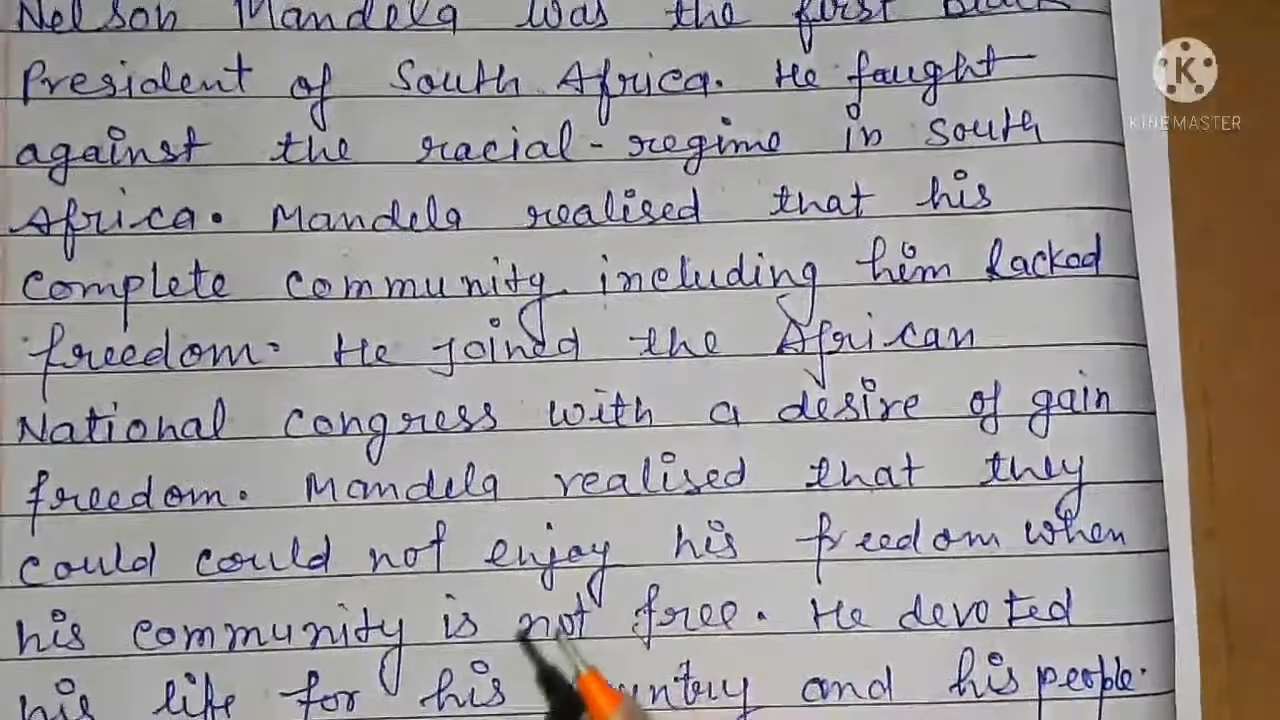 Nelson Mandela was the first Black
President of South Africa. He faught
against the racial-regime in south
Africa. Mandela realised that his
complete community including him lacked
freedom. He joined the African
National congress with a desire of gain
freedom. Mandela realised that they
could could not enjoy his freedom when
his community is not free. He devoted
his life for his country and his people.
K
KINEMASTER